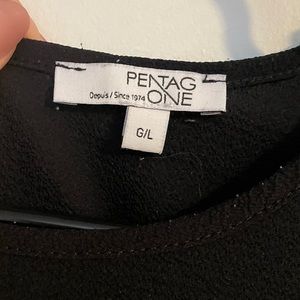 PENTAG
Depuis / Since 1974 ONE
G/L